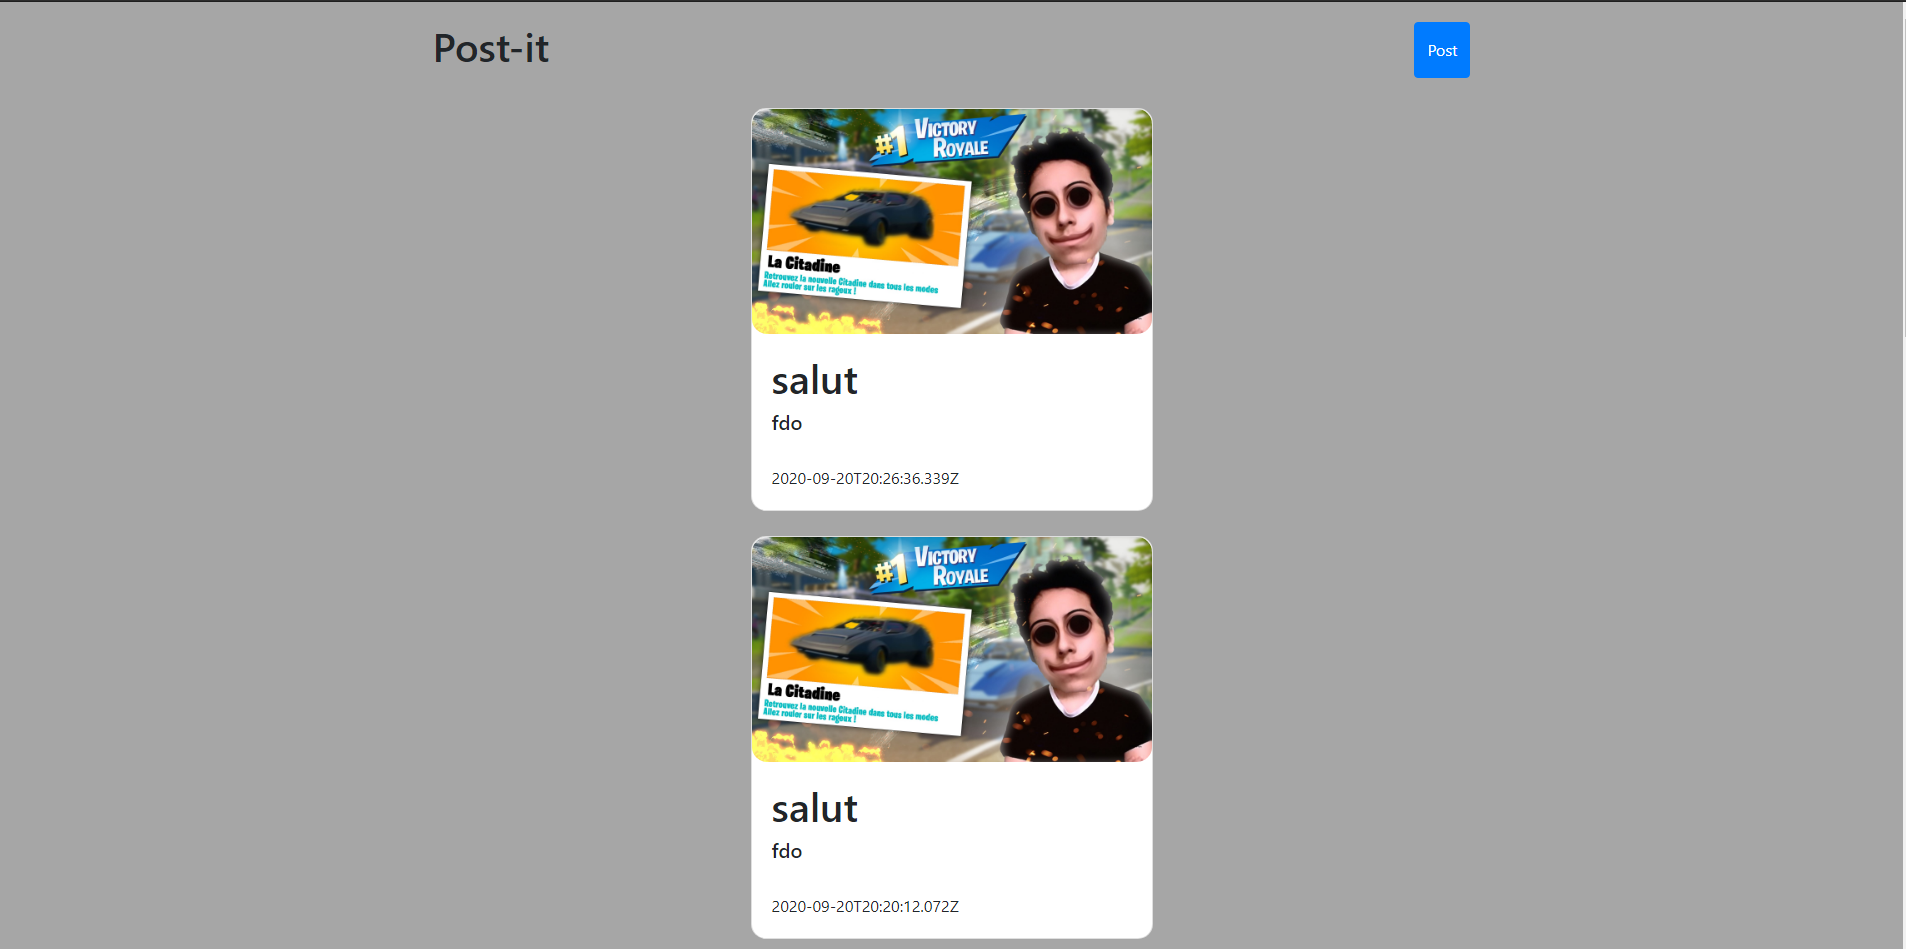 Post-it
Post
#1 VICTORY
ROYALE
La Citadine
Retrouvez la nouvelle Citadine dans tous les modes
Allez rouler sur les rageux !
salut
fdo
2020-09-20T20:26:36.339Z
#1 VICTORY
ROYALE
La Citadine
Retrouvez la nouvelle Citadine dans tous les modes
Allez rouler sur les rageux !
salut
fdo
2020-09-20T20:20:12.072Z